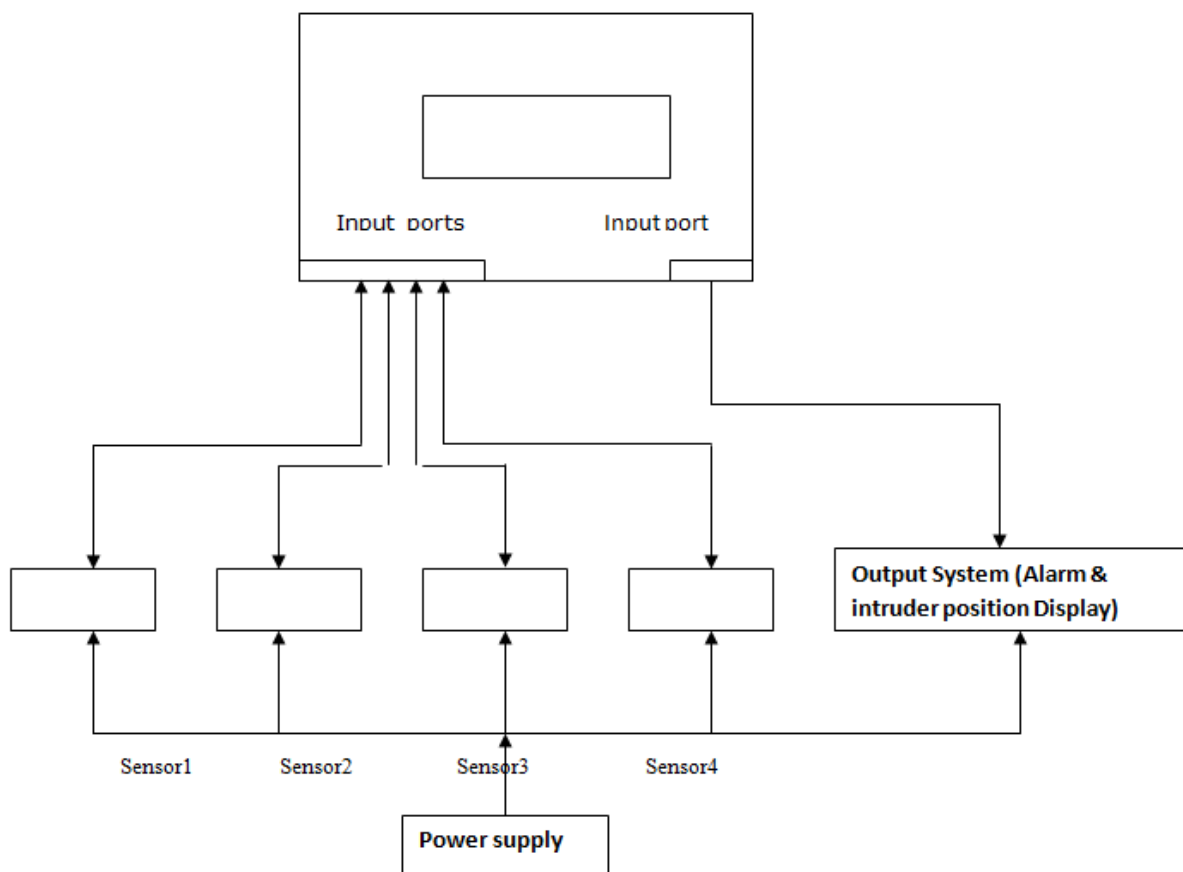 Input ports
Input port
Output System (Alarm &
intruder position Display)
Sensor1
Sensor2
Sensor3
Sensor4
Power supply